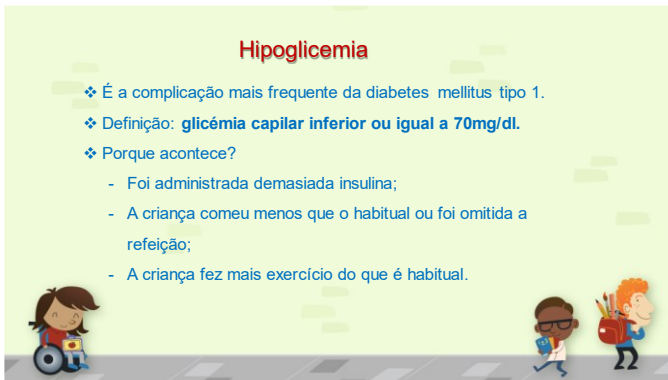 Hipoglicemia
❖ É a complicação mais frequente da diabetes mellitus tipo 1.
❖ Definição: glicémia capilar inferior ou igual a 70mg/dl.
❖ Porque acontece?
- Foi administrada demasiada insulina;
- A criança comeu menos que o habitual ou foi omitida a
refeição;
- A criança fez mais exercício do que é habitual.